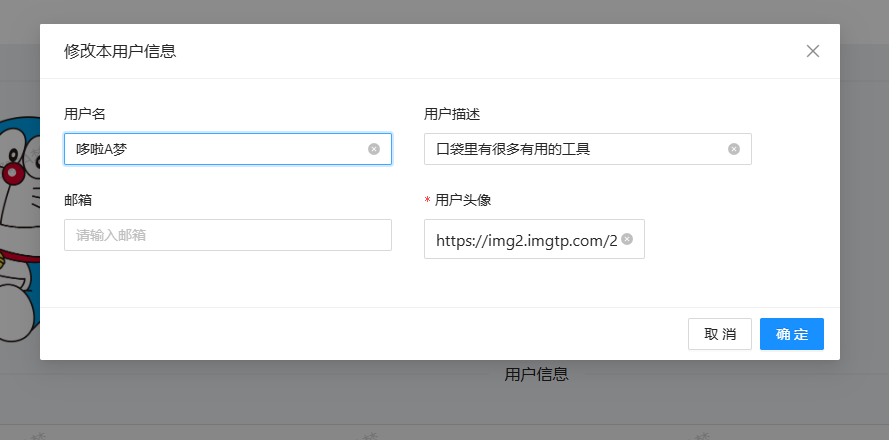 修改本用户信息
用户名
用户描述
哆啦A梦
口袋里有很多有用的工具
邮箱
* 用户头像
请输入邮箱
https://img2.imgtp.com/2
取消
确定
用户信息